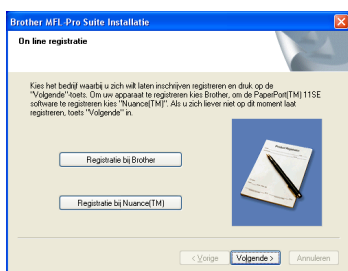 Brother MFL-Pro Suite Installatie
On line registratie
Kies het bedrijf waarbij u zich wilt laten inschrijven registreren en druk op de
"Volgende"-toets. Om uw apparaat te registreren kies Brother, om de PaperPort(TM) 11SE
software te registreren kies "Nuance(TM)". Als u zich liever niet op dit moment laat
registreren, toets "Volgende" in.
Registratie bij Brother
Registratie bij Nuance(TM)
< Vorige Volgende > Annuleren